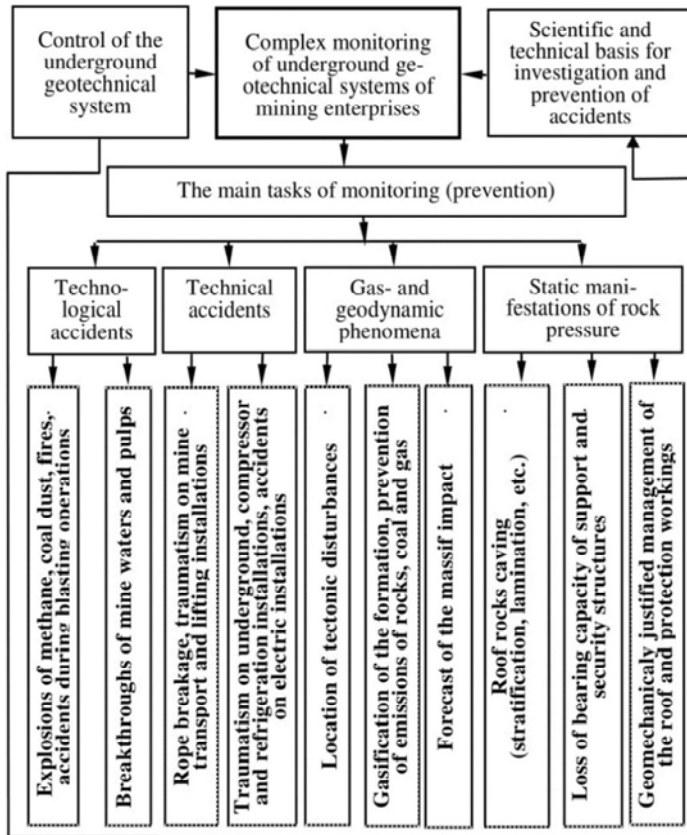 Control of the
underground
geotechnical
system
Complex monitoring
of underground ge-
otechnical systems of
mining enterprises
Scientific and
technical basis for
investigation and
prevention of
accidents
The main tasks of monitoring (prevention)
Techno-
logical
accidents
Technical
accidents
Gas- and
geodynamic
phenomena
Static mani-
festations of rock
pressure
Explosions of methane, coal dust, fires,
accidents during blasting operations
Breakthroughs of mine waters and pulps
Rope breakage, traumatism on mine
transport and lifting installations
Traumatism on underground, compressor
and refrigeration installations, accidents
on electric installations
Location of tectonic disturbances
Gasification of the formation, prevention
of emissions of rocks, coal and gas
Forecast of the massif impact
Roof rocks caving
(stratification, lamination, etc.)
Loss of bearing capacity of support and
security structures
Geomechanicaly justified management of
the roof and protection workings